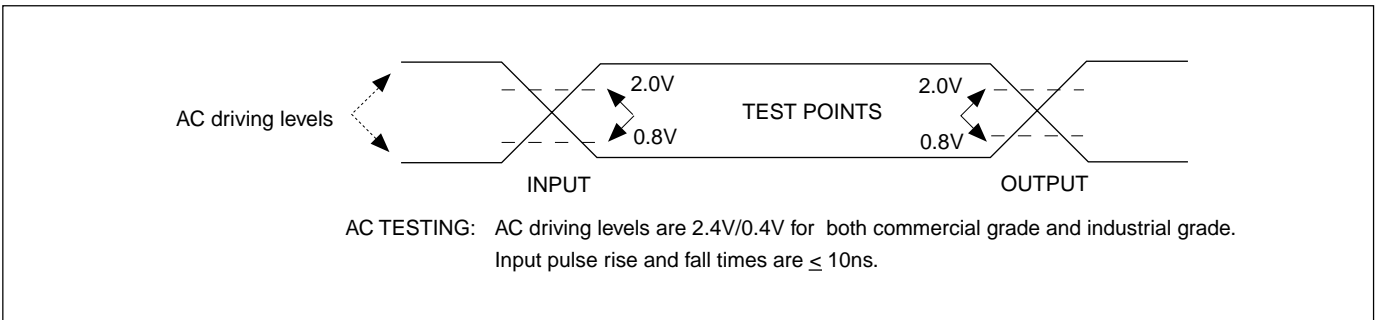 2.0V
2.0V
AC driving levels
TEST POINTS
0.8V
0.8V
INPUT
OUTPUT
AC TESTING: AC driving levels are 2.4V/0.4V for both commercial grade and industrial grade.
Input pulse rise and fall times are ≤ 10ns.